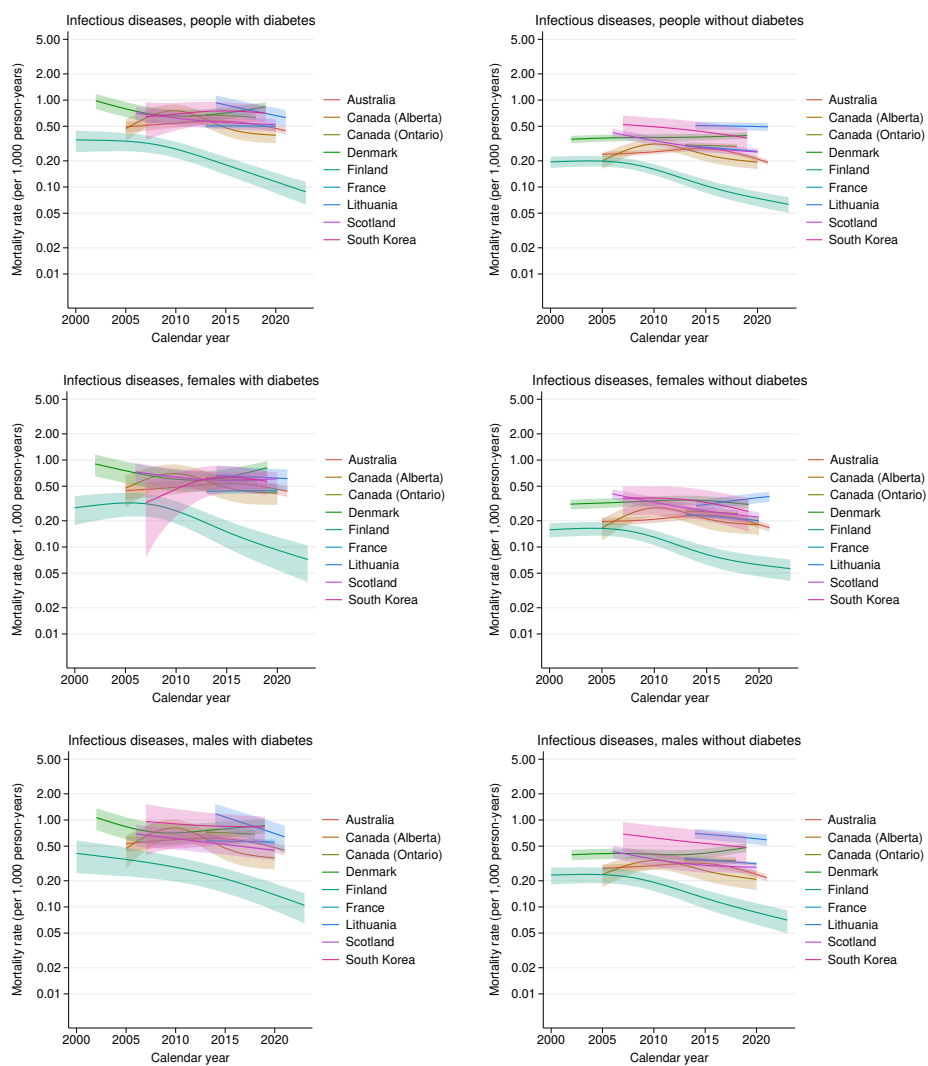 Infectious diseases, people with diabetes
Mortality rate (per 1,000 person-years)
5.00
2.00
1.00
0.50
0.20
0.10
0.05
0.02
0.01
2000 2005 2010 2015 2020
Calendar year
Australia
Canada (Alberta)
Canada (Ontario)
Denmark
Finland
France
Lithuania
Scotland
South Korea
Infectious diseases, people without diabetes
Mortality rate (per 1,000 person-years)
5.00
2.00
1.00
0.50
0.20
0.10
0.05
0.02
0.01
2000 2005 2010 2015 2020
Calendar year
Australia
Canada (Alberta)
Canada (Ontario)
Denmark
Finland
France
Lithuania
Scotland
South Korea
Infectious diseases, females with diabetes
Mortality rate (per 1,000 person-years)
5.00
2.00
1.00
0.50
0.20
0.10
0.05
0.02
0.01
2000 2005 2010 2015 2020
Calendar year
Australia
Canada (Alberta)
Canada (Ontario)
Denmark
Finland
France
Lithuania
Scotland
South Korea
Infectious diseases, females without diabetes
Mortality rate (per 1,000 person-years)
5.00
2.00
1.00
0.50
0.20
0.10
0.05
0.02
0.01
2000 2005 2010 2015 2020
Calendar year
Australia
Canada (Alberta)
Canada (Ontario)
Denmark
Finland
France
Lithuania
Scotland
South Korea
Infectious diseases, males with diabetes
Mortality rate (per 1,000 person-years)
5.00
2.00
1.00
0.50
0.20
0.10
0.05
0.02
0.01
2000 2005 2010 2015 2020
Calendar year
Australia
Canada (Alberta)
Canada (Ontario)
Denmark
Finland
France
Lithuania
Scotland
South Korea
Infectious diseases, males without diabetes
Mortality rate (per 1,000 person-years)
5.00
2.00
1.00
0.50
0.20
0.10
0.05
0.02
0.01
2000 2005 2010 2015 2020
Calendar year
Australia
Canada (Alberta)
Canada (Ontario)
Denmark
Finland
France
Lithuania
Scotland
South Korea